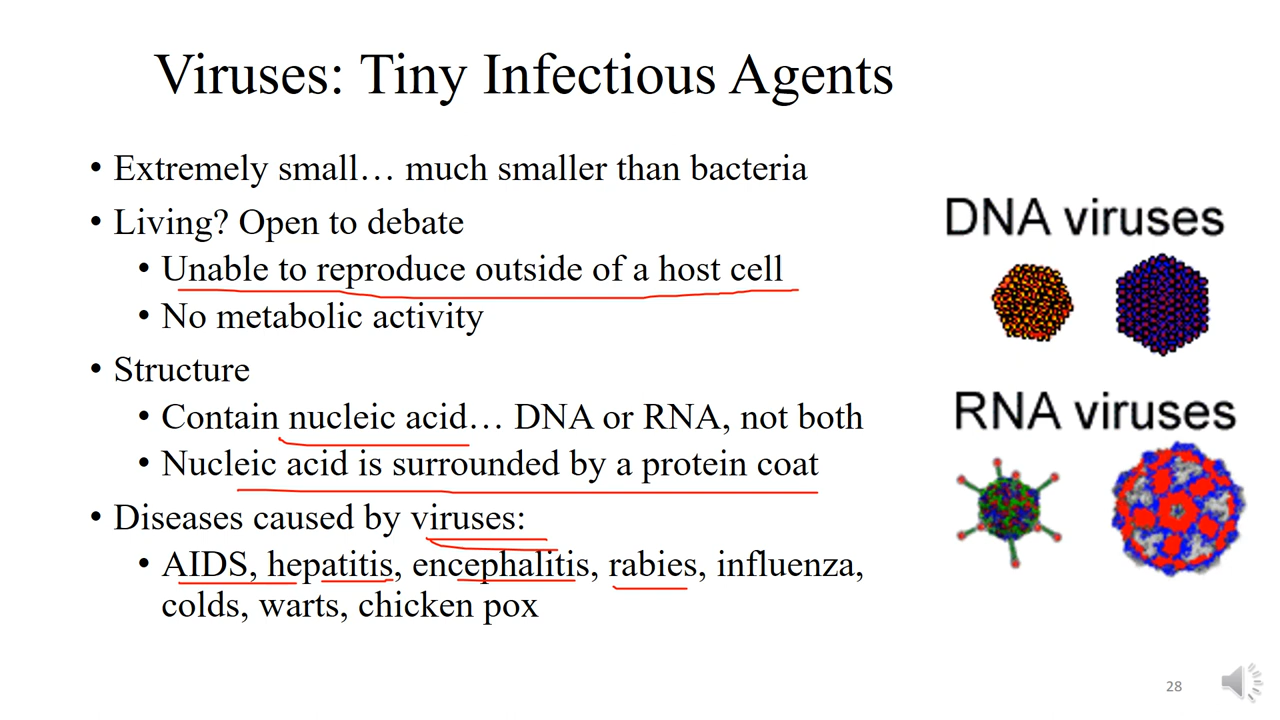 Viruses: Tiny Infectious Agents
• Extremely small… much smaller than bacteria
• Living? Open to debate
• Unable to reproduce outside of a host cell
• No metabolic activity
• Structure
• Contain nucleic acid… DNA or RNA, not both
• Nucleic acid is surrounded by a protein coat
• Diseases caused by viruses:
• AIDS, hepatitis, encephalitis, rabies, influenza,
colds, warts, chicken pox
DNA viruses
RNA viruses
28